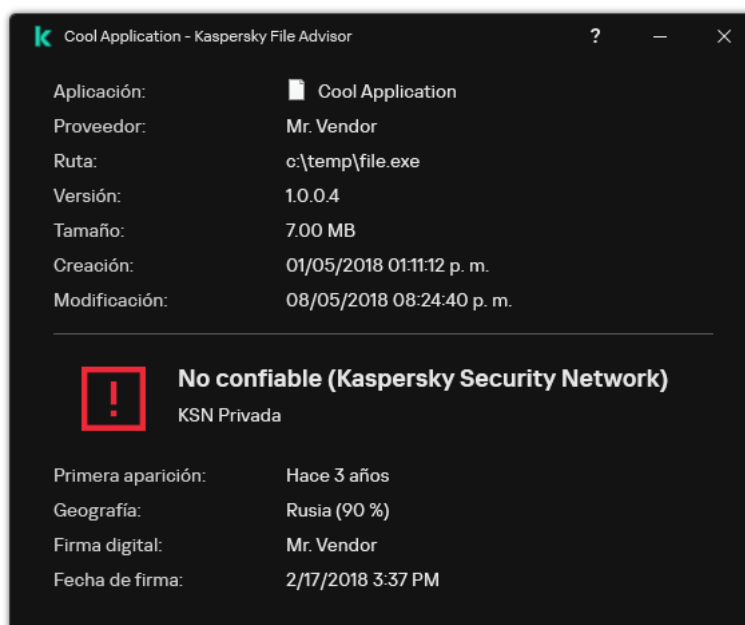 Cool Application - Kaspersky File Advisor ?
Aplicación: Cool Application
Proveedor: Mr. Vendor
Ruta: c:\temp\file.exe
Versión: 1.0.0.4
Tamaño: 7.00 MB
Creación: 01/05/2018 01:11:12 p. m.
Modificación: 08/05/2018 08:24:40 p. m.
No confiable (Kaspersky Security Network)
KSN Privada
Primera aparición: Hace 3 años
Geografía: Rusia (90 %)
Firma digital: Mr. Vendor
Fecha de firma: 2/17/2018 3:37 PM